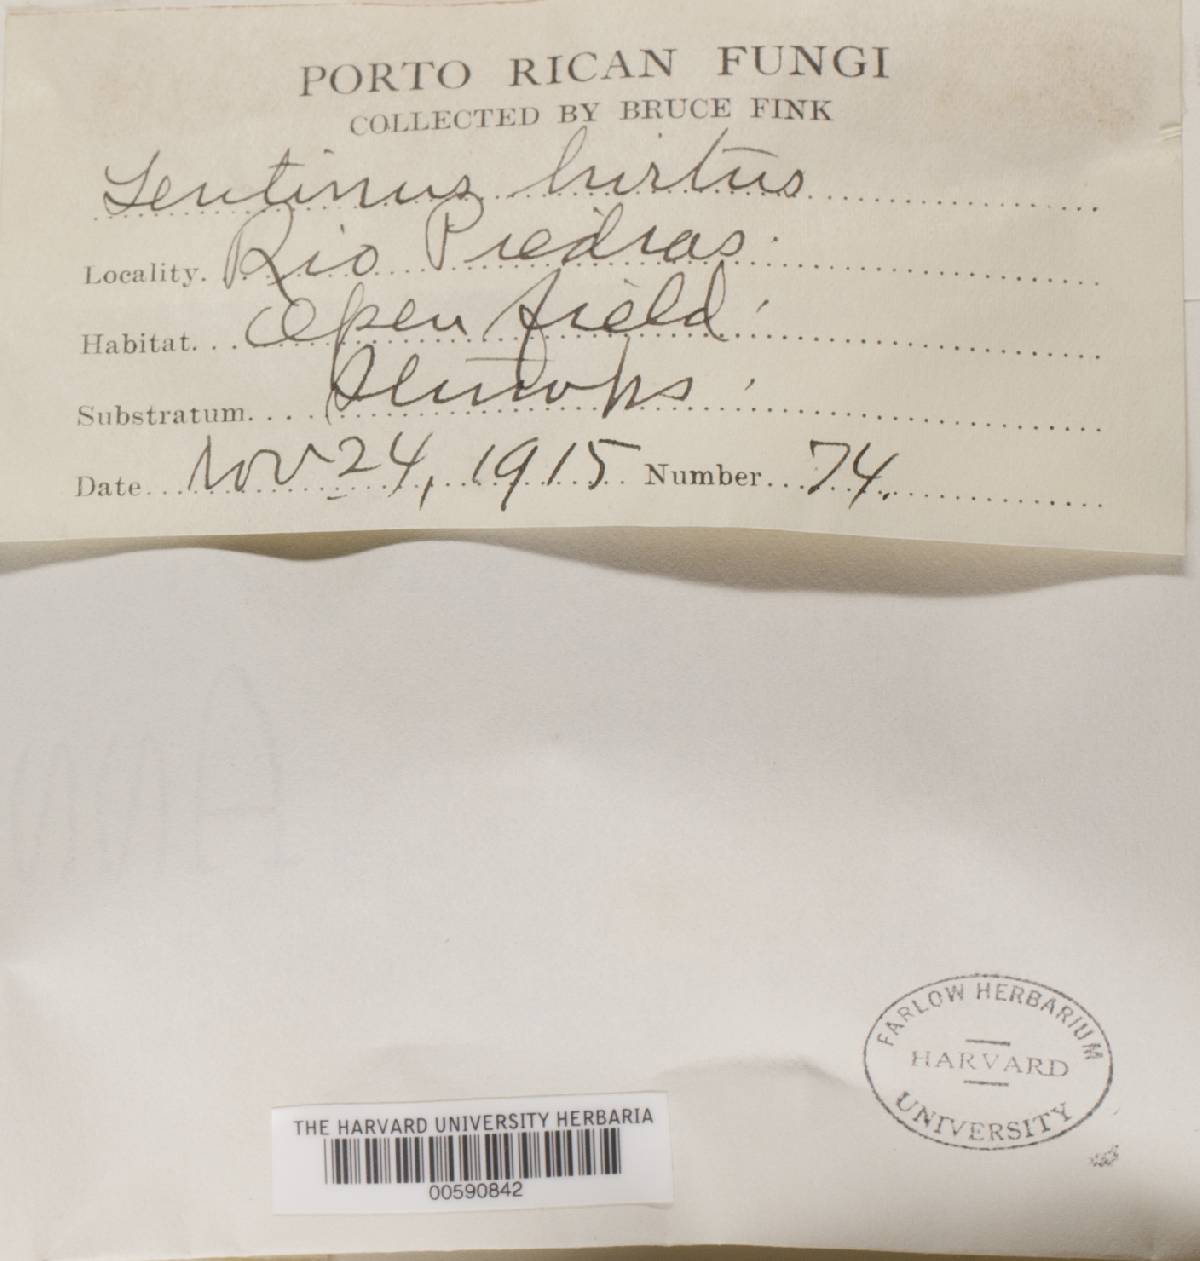 PORTO RICAN FUNGI
COLLECTED BY BRUCE FINK
Lentinus hirtus
Locality. Rio Piedras.
Habitat... Open field.
Substratum....
Date... Nov 24, 1915 Number... 74.
FARLOW HERBARIUM
HARVARD
UNIVERSITY
THE HARVARD UNIVERSITY HERBARIA
00590842